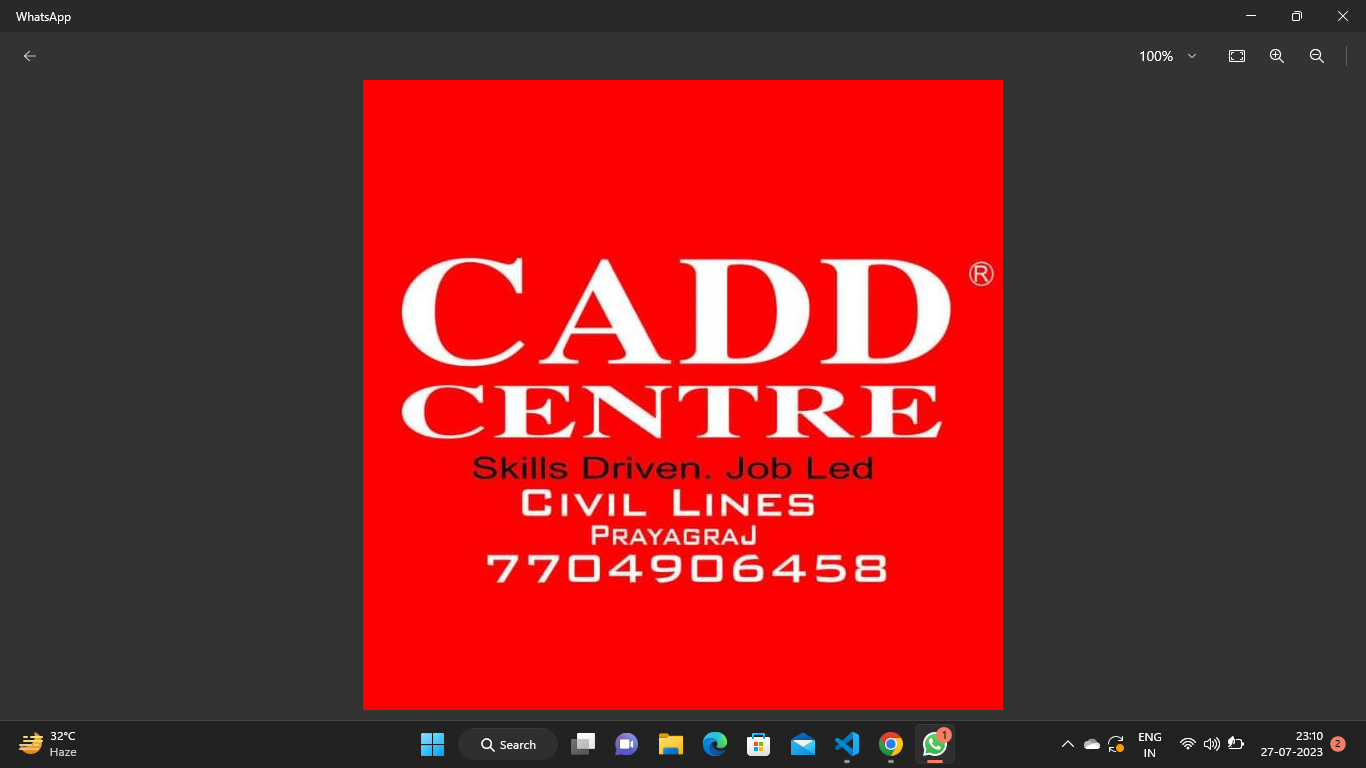 WhatsApp
100%
CADD ®
CENTRE
Skills Driven. Job Led
CIVIL LINES
PRAYAGRAJ
7704906458
32°C
Haze
Search
1
ENG
IN
23:10
27-07-2023
2